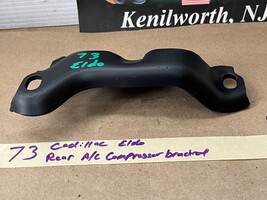 Kenilworth, NJ
73
Eldo
73 Cadillac Eldo
Rear A/c Compressor bracket